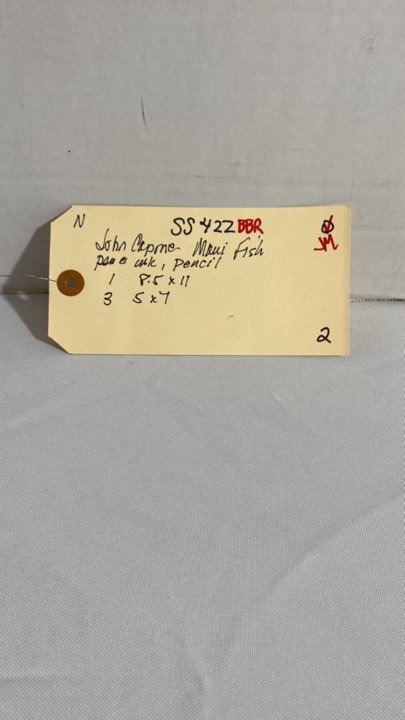 N
SS 422 BBR
John Capone Maui Fish
pen & ink, pencil
1 8.5 x 11
3 5 x 7
2